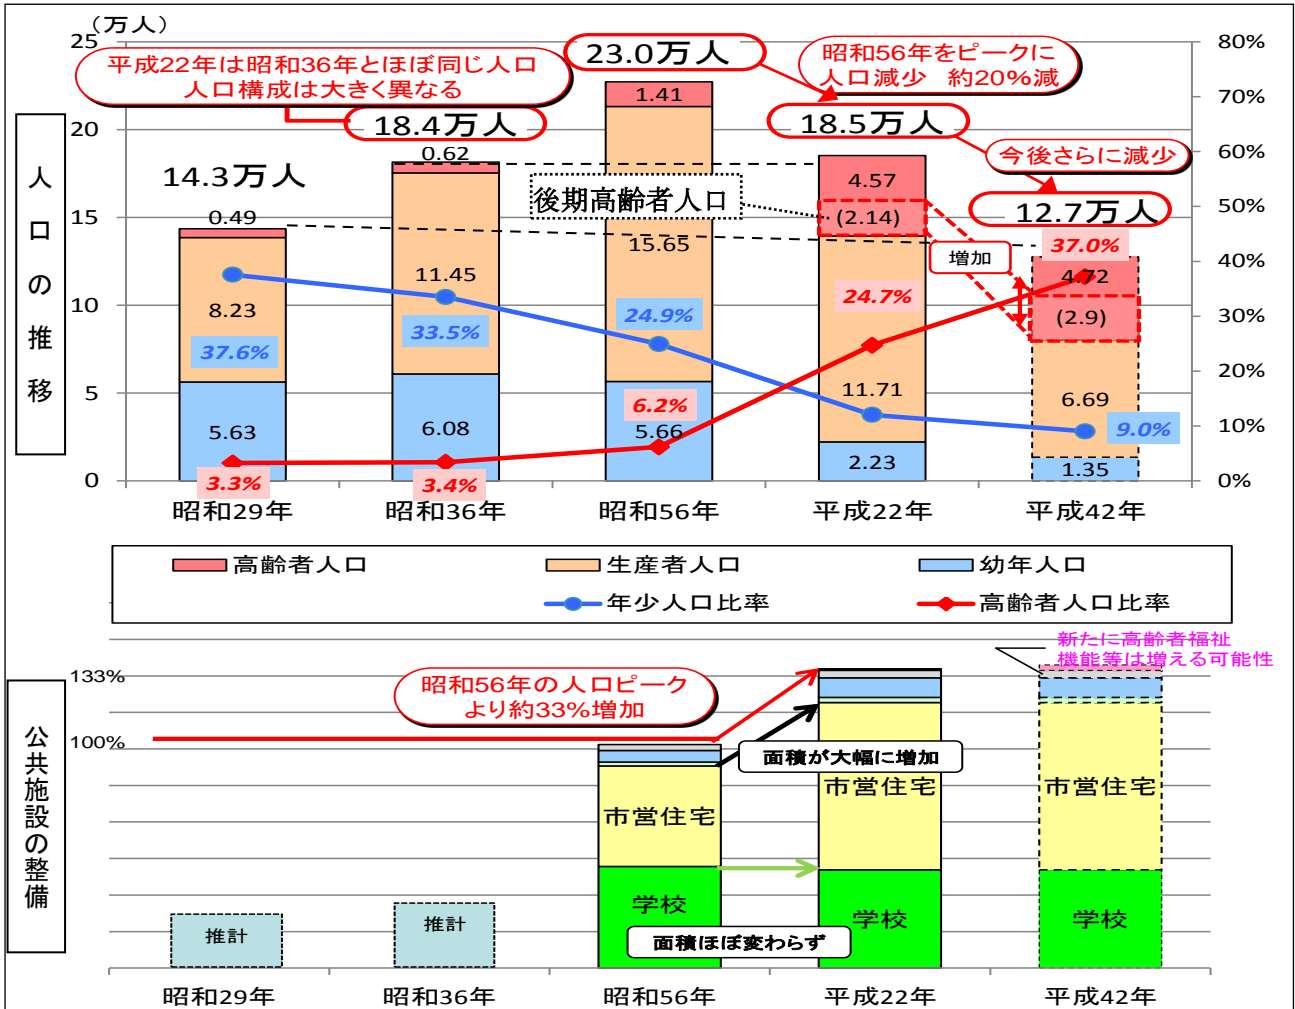 （万人）
25
20
15
10
5
0
80%
70%
60%
50%
40%
30%
20%
10%
0%
人口の推移
平成22年は昭和36年とほぼ同じ人口
人口構成は大きく異なる
23.0万人
昭和56年をピークに
人口減少　約20%減
18.4万人
18.5万人
今後さらに減少
14.3万人
12.7万人
後期高齢者人口
増加
0.49
8.23
37.6%
5.63
3.3%
0.62
11.45
33.5%
6.08
3.4%
1.41
15.65
24.9%
6.2%
5.66
4.57
(2.14)
24.7%
11.71
2.23
37.0%
4.72
(2.9)
6.69
9.0%
1.35
昭和29年
昭和36年
昭和56年
平成22年
平成42年
高齢者人口
生産者人口
幼年人口
年少人口比率
高齢者人口比率
公共施設の整備
133%
100%
昭和56年の人口ピーク
より約33%増加
新たに高齢者福祉
機能等は増える可能性
面積が大幅に増加
市営住宅
市営住宅
市営住宅
学校
学校
学校
面積ほぼ変わらず
推計
推計
昭和29年
昭和36年
昭和56年
平成22年
平成42年